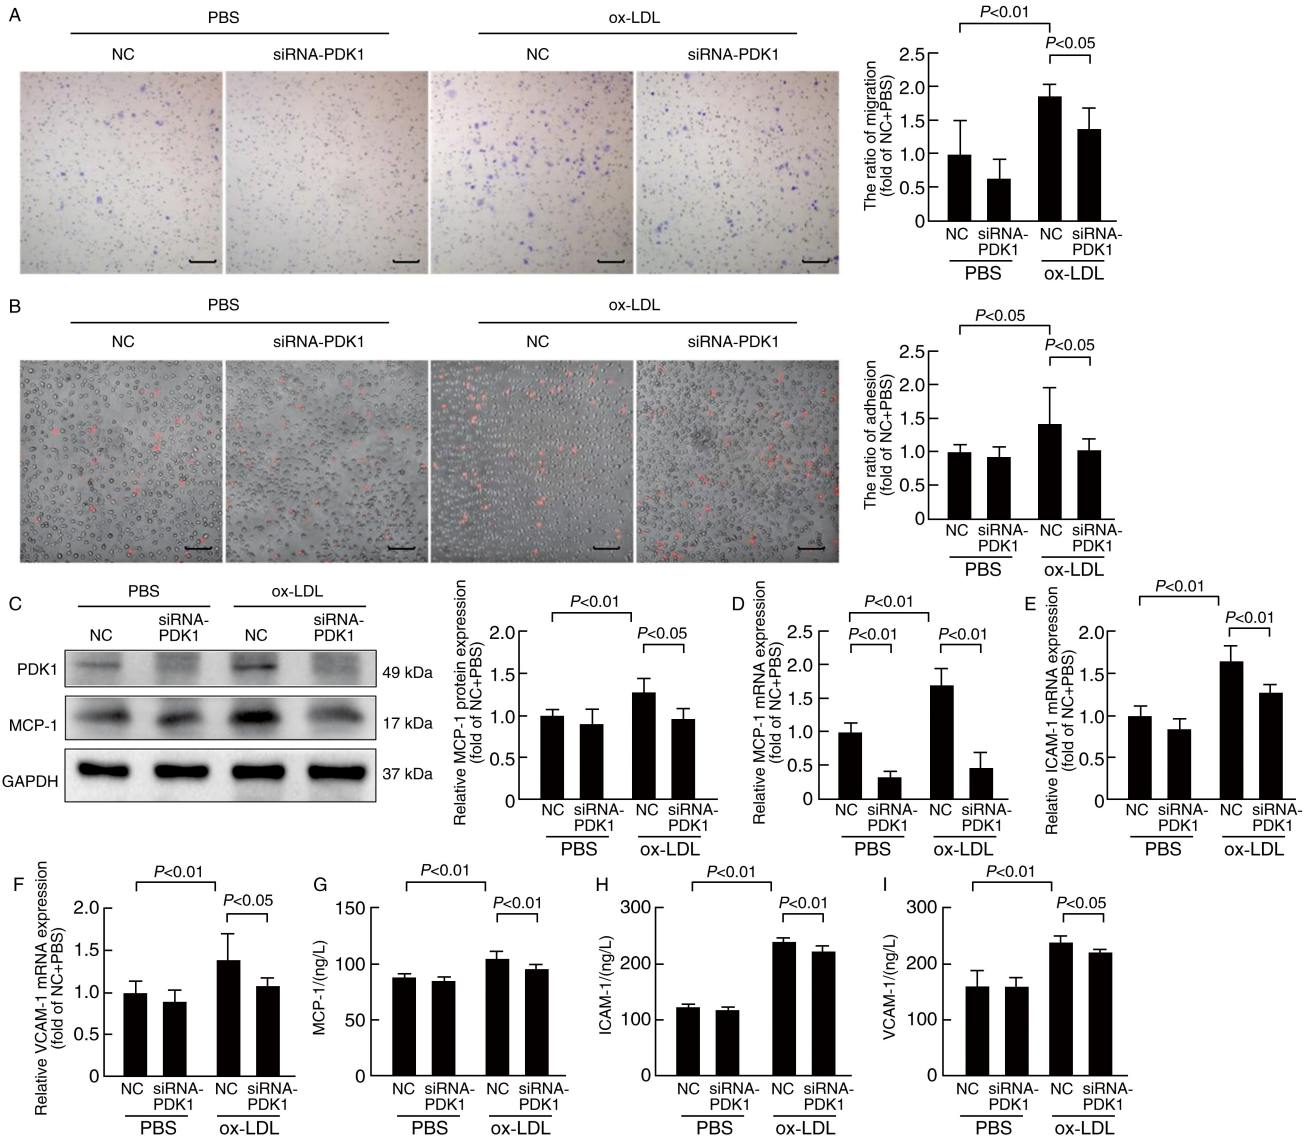 A
PBS
ox-LDL
NC
siRNA-PDK1
NC
siRNA-PDK1
P<0.01
P<0.05
The ratio of migration
(fold of NC+PBS)
2.5
2.0
1.5
1.0
0.5
0
NC
siRNA-
PDK1
NC
siRNA-
PDK1
PBS
ox-LDL
B
PBS
ox-LDL
NC
siRNA-PDK1
NC
siRNA-PDK1
P<0.05
P<0.05
The ratio of adhesion
(fold of NC+PBS)
2.5
2.0
1.5
1.0
0.5
0
NC
siRNA-
PDK1
NC
siRNA-
PDK1
PBS
ox-LDL
C
PBS
ox-LDL
NC
siRNA-
PDK1
NC
siRNA-
PDK1
PDK1
49 kDa
MCP-1
17 kDa
GAPDH
37 kDa
P<0.01
P<0.05
Relative MCP-1 protein expression
(fold of NC+PBS)
2.0
1.5
1.0
0.5
0
NC
siRNA-
PDK1
NC
siRNA-
PDK1
PBS
ox-LDL
D
P<0.01
P<0.01
P<0.01
Relative MCP-1 mRNA expression
(fold of NC+PBS)
2.5
2.0
1.5
1.0
0.5
0
NC
siRNA-
PDK1
NC
siRNA-
PDK1
PBS
ox-LDL
E
P<0.01
P<0.01
Relative ICAM-1 mRNA expression
(fold of NC+PBS)
2.0
1.5
1.0
0.5
0
NC
siRNA-
PDK1
NC
siRNA-
PDK1
PBS
ox-LDL
F
P<0.01
P<0.05
Relative VCAM-1 mRNA expression
(fold of NC+PBS)
2.0
1.5
1.0
0.5
0
NC
siRNA-
PDK1
NC
siRNA-
PDK1
PBS
ox-LDL
G
P<0.01
P<0.01
MCP-1/(ng/L)
150
100
50
0
NC
siRNA-
PDK1
NC
siRNA-
PDK1
PBS
ox-LDL
H
P<0.01
P<0.01
ICAM-1/(ng/L)
300
200
100
0
NC
siRNA-
PDK1
NC
siRNA-
PDK1
PBS
ox-LDL
I
P<0.01
P<0.05
VCAM-1/(ng/L)
300
200
100
0
NC
siRNA-
PDK1
NC
siRNA-
PDK1
PBS
ox-LDL